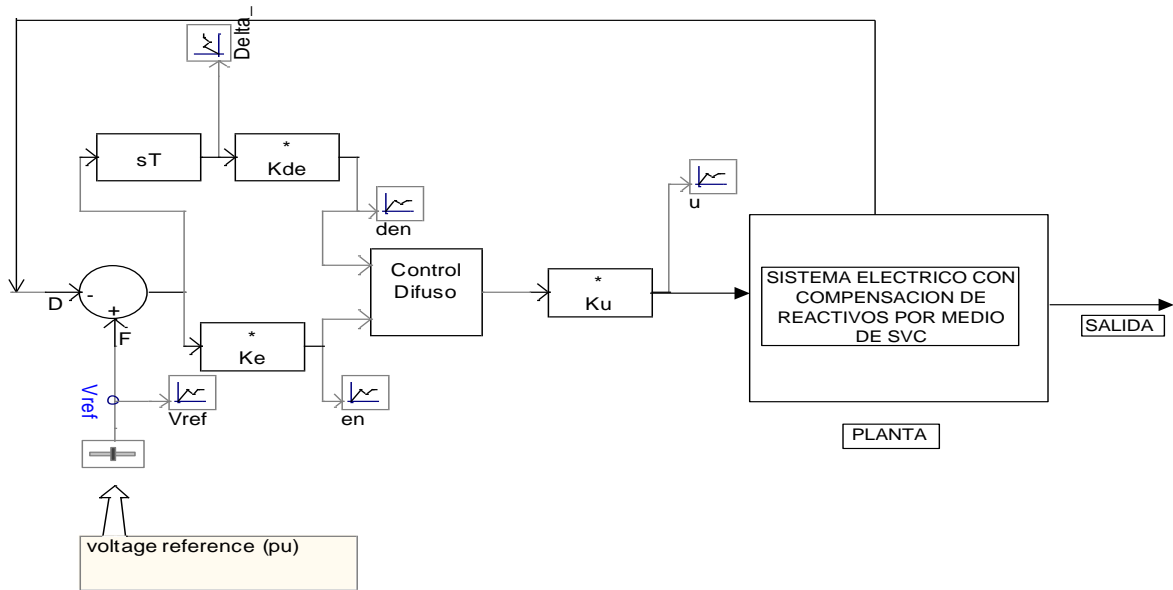 Delta_
sT
*
Kde
den
u
D
-
+
F
Control
Difuso
*
Ku
SISTEMA ELECTRICO CON
COMPENSACION DE
REACTIVOS POR MEDIO
DE SVC
SALIDA
*
Ke
Vref
Vref
en
PLANTA
voltage reference (pu)